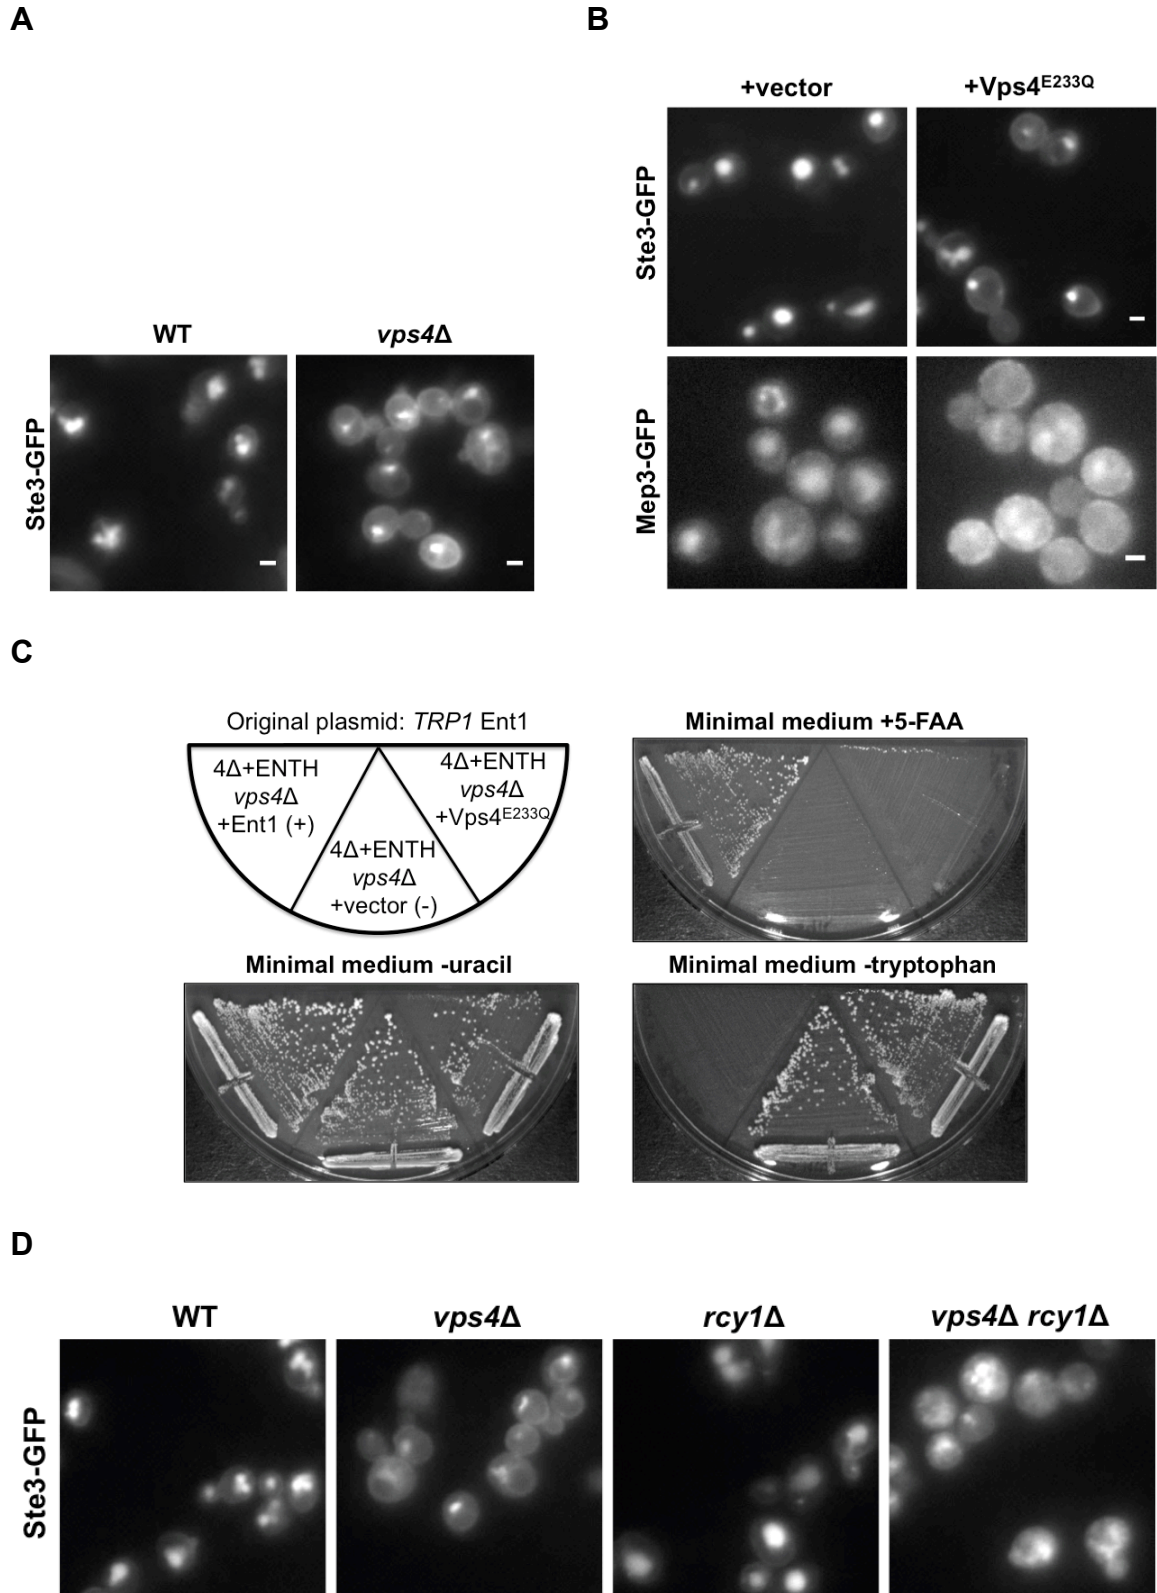 A
B
+vector
+Vps4E233Q
Ste3-GFP
Mep3-GFP
WT
vps4Δ
Ste3-GFP
C
Original plasmid: TRP1 Ent1
4Δ+ENTH
vps4Δ
+Ent1 (+)
4Δ+ENTH
vps4Δ
+vector (-)
4Δ+ENTH
vps4Δ
+Vps4E233Q
Minimal medium +5-FAA
Minimal medium -uracil
Minimal medium -tryptophan
D
WT
vps4Δ
rcy1Δ
vps4Δ rcy1Δ
Ste3-GFP